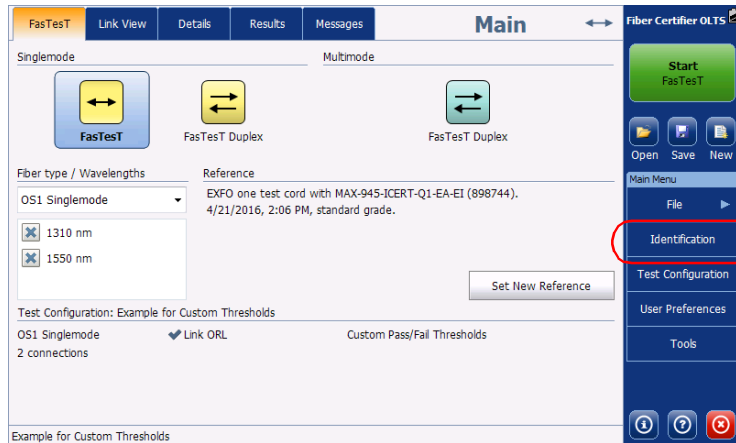 FasTesT
Link View
Details
Results
Messages
Main
Fiber Certifier OLTS
Singlemode
Multimode
FasTesT
FasTesT Duplex
FasTesT Duplex
Start
FasTesT
Open
Save
New
Fiber type / Wavelengths
OS1 Singlemode
1310 nm
1550 nm
Reference
EXFO one test cord with MAX-945-ICERT-Q1-EA-EI (898744).
4/21/2016, 2:06 PM, standard grade.
Set New Reference
Test Configuration: Example for Custom Thresholds
OS1 Singlemode
Link ORL
Custom Pass/Fail Thresholds
2 connections
Main Menu
File
Identification
Test Configuration
User Preferences
Tools
Example for Custom Thresholds